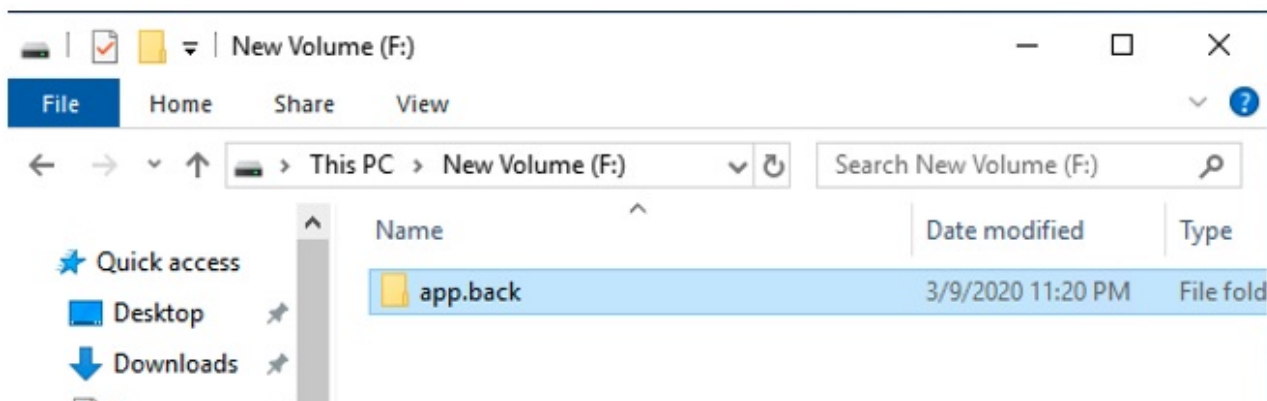 New Volume (F:)
File Home Share View
This PC > New Volume (F:) Search New Volume (F:)
Name Date modified Type
Quick access
app.back 3/9/2020 11:20 PM File fold
Desktop
Downloads